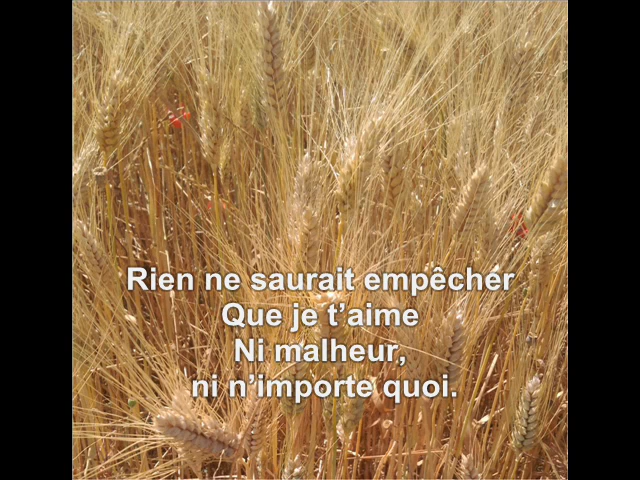 Rien ne saurait empêcher
Que je t’aime
Ni malheur,
ni n’importe quoi.